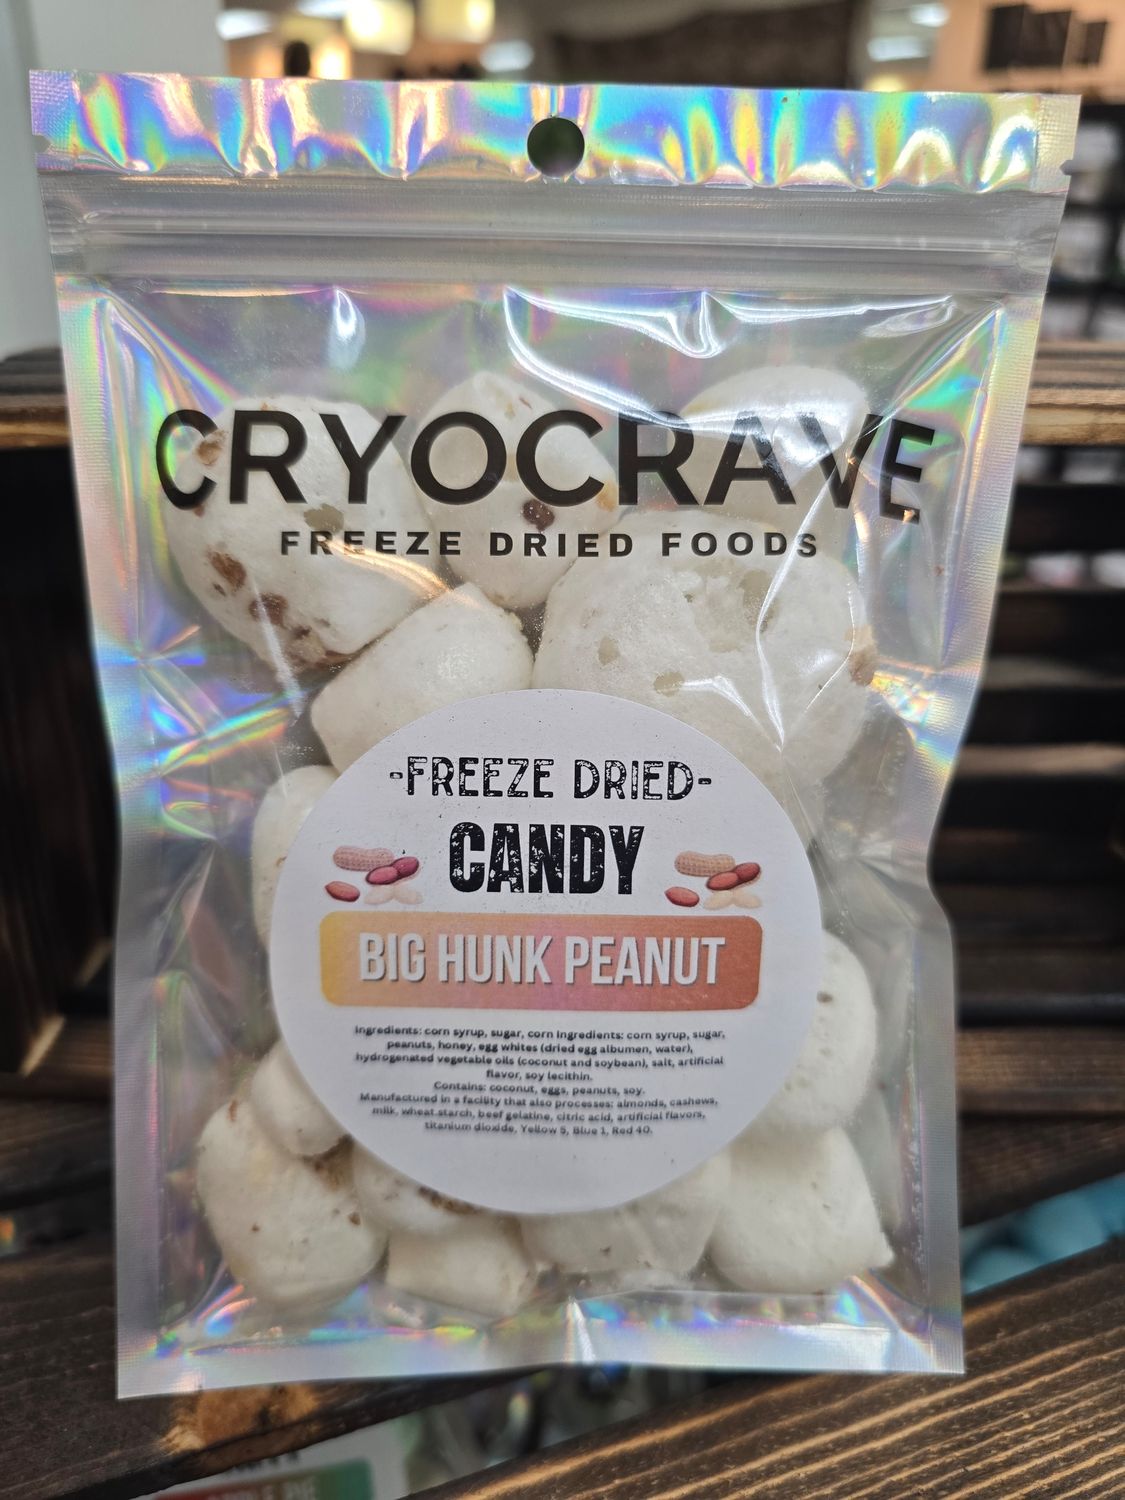 CRYOCRAVE
FREEZE DRIED FOODS
-FREEZE DRIED-
CANDY
BIG HUNK PEANUT
Ingredients: corn syrup, sugar, corn Ingredients: corn syrup, sugar,
peanuts, honey, egg whites (dried egg albumen, water),
hydrogenated vegetable oils (coconut and soybean), salt, artificial
flavor, soy lecithin.
Contains: coconut, eggs, peanuts, soy.
Manufactured in a facility that also processes: almonds, cashews,
milk, wheat starch, beef gelatine, citric acid, artificial flavors,
titanium dioxide, Yellow 5, Blue 1, Red 40.